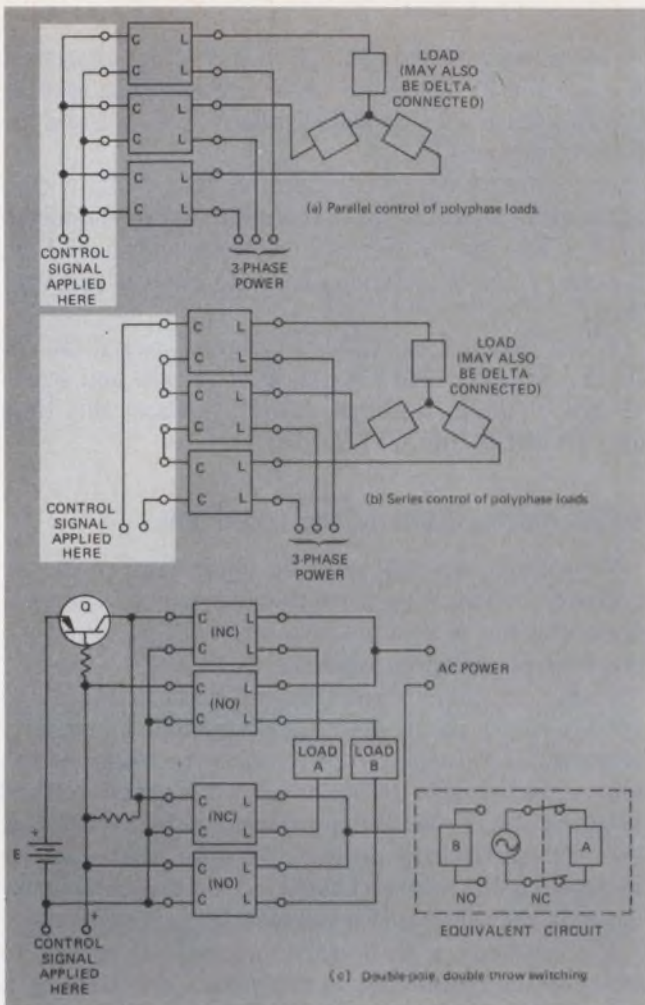 C L
LOAD
(MAY ALSO
BE DELTA-
CONNECTED)
C L
C L
(a) Parallel control of polyphase loads.
CONTROL
SIGNAL
APPLIED
HERE
3-PHASE
POWER
C L
LOAD
(MAY ALSO
BE DELTA-
CONNECTED)
C L
C L
(b) Series control of polyphase loads
CONTROL
SIGNAL
APPLIED
HERE
3-PHASE
POWER
Q
C (NC) L
AC POWER
C (NO) L
LOAD
A
LOAD
B
C (NC) L
+
E
C (NO) L
B
A
NO
NC
EQUIVALENT CIRCUIT
+
CONTROL
SIGNAL
APPLIED
HERE
(c) Double-pole, double throw switching